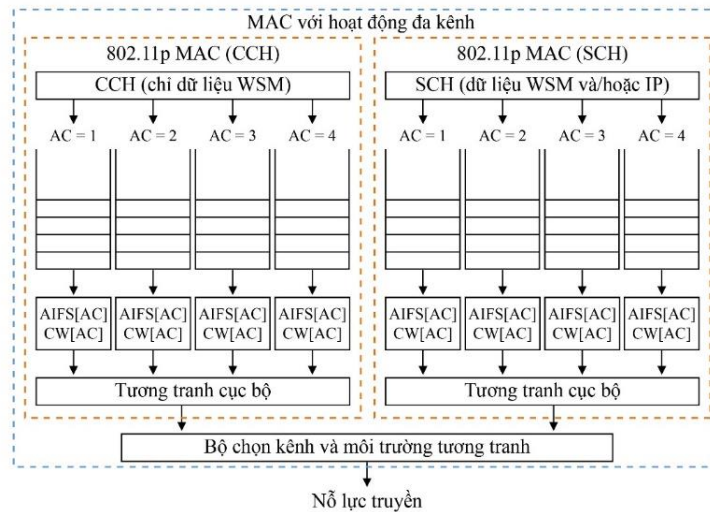 MAC với hoạt động đa kênh
802.11p MAC (CCH)
CCH (chỉ dữ liệu WSM)
AC = 1 AC = 2 AC = 3 AC = 4
AIFS[AC] AIFS[AC] AIFS[AC] AIFS[AC]
CW[AC] CW[AC] CW[AC] CW[AC]
Tương tranh cục bộ
802.11p MAC (SCH)
SCH (dữ liệu WSM và/hoặc IP)
AC = 1 AC = 2 AC = 3 AC = 4
AIFS[AC] AIFS[AC] AIFS[AC] AIFS[AC]
CW[AC] CW[AC] CW[AC] CW[AC]
Tương tranh cục bộ
Bộ chọn kênh và môi trường tương tranh
Nỗ lực truyền